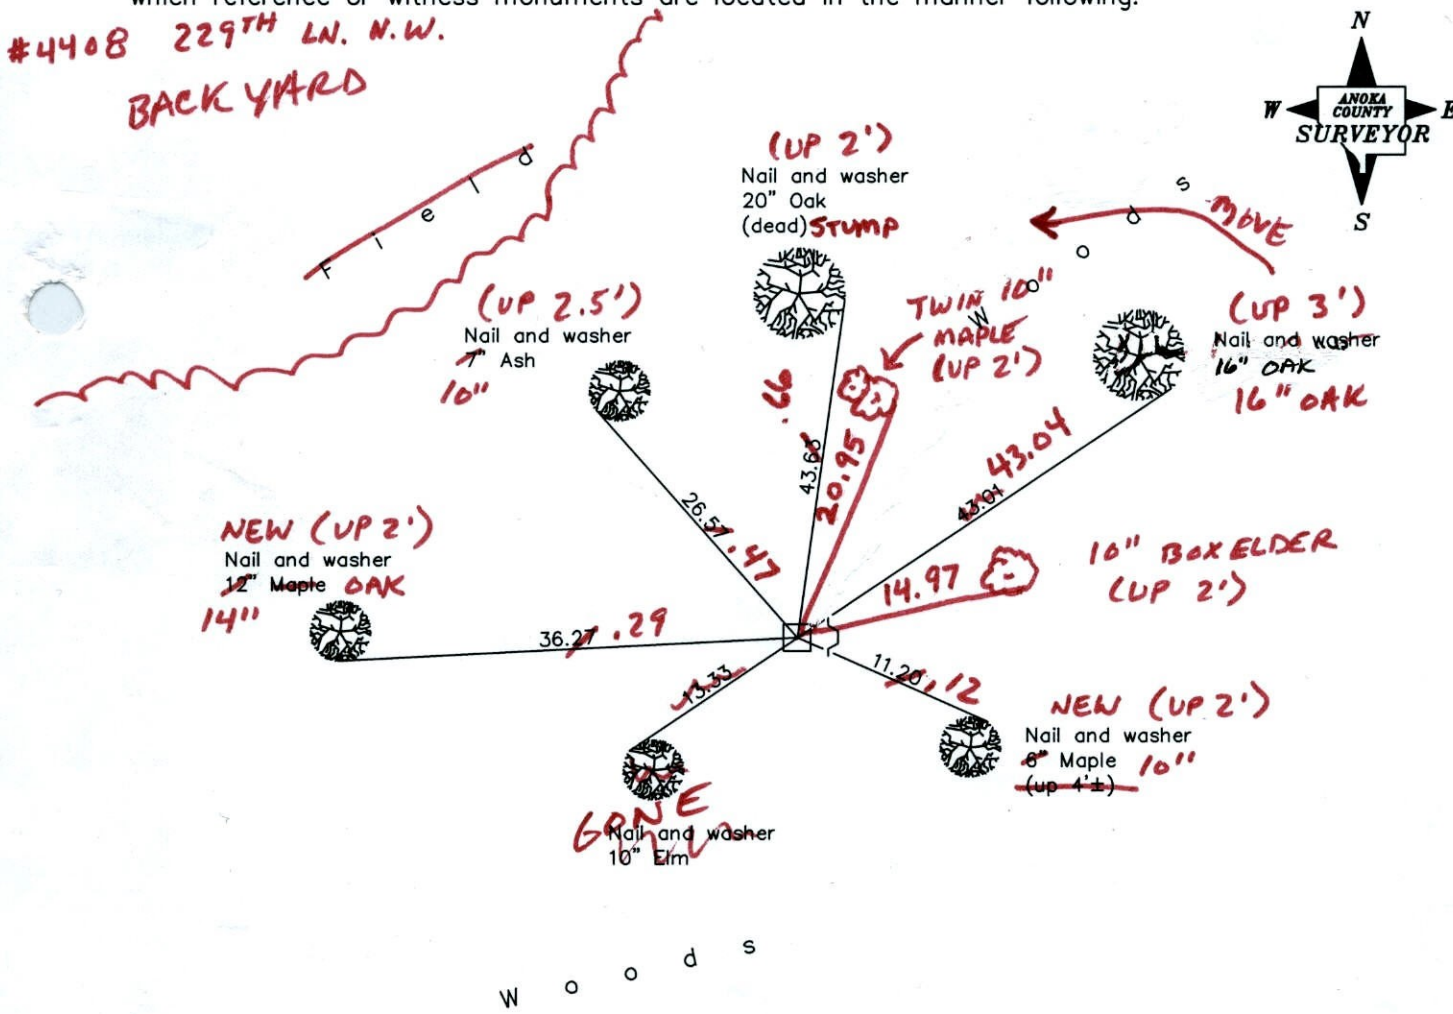 which reference or witness monuments are located in the manner following:
#4408 229TH LN. N.W.
BACK YARD
N
W
ANOKA
COUNTY
SURVEYOR
E
S
Field
(UP 2')
Nail and washer
20" Oak
(dead) STUMP
Woods
MOVE
(UP 2.5')
Nail and washer
7" Ash
10"
TWIN 10"
MAPLE
(UP 2')
(UP 3')
Nail and washer
16" OAK
16" OAK
.66
20.95
43.04
43.01
26.57 .47
NEW (UP 2')
Nail and washer
12" Maple OAK
14"
10" BOX ELDER
(UP 2')
14.97
36.27 .29
13.33
11.20 .12
NEW (UP 2')
Nail and washer
6" Maple 10"
(up 4'±)
GONE
Nail and washer
10" Elm
Woods